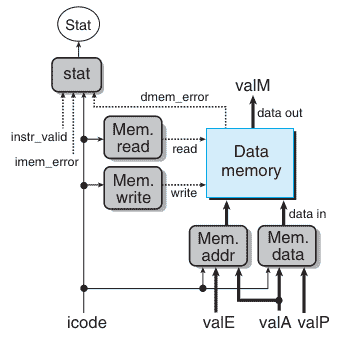 Stat
stat
dmem_error
valM
data out
instr_valid
imem_error
Mem.
read
read
Data
memory
Mem.
write
write
data in
Mem.
addr
Mem.
data
icode
valE
valA
valP